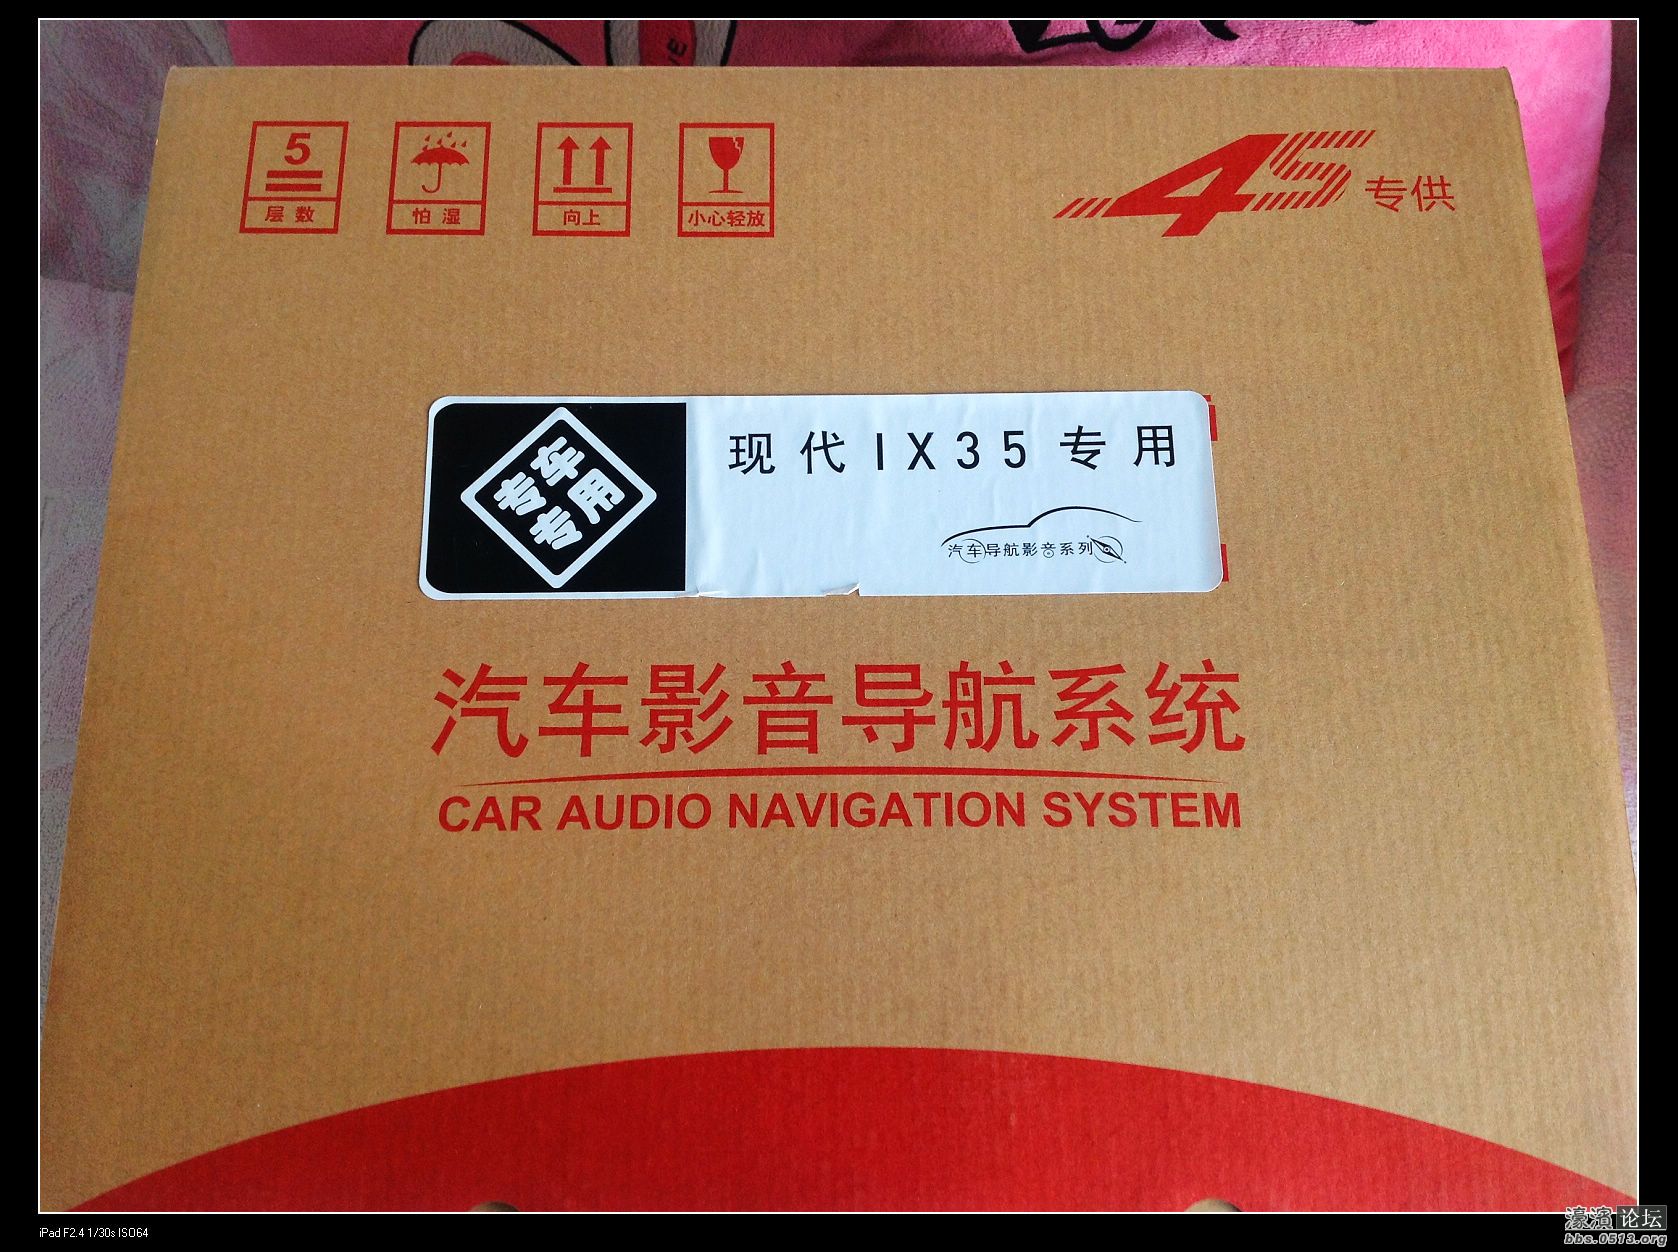 5
层数
怕湿
向上
小心轻放
4S专供
专车
专用
现代IX35专用
汽车导航影音系列
汽车影音导航系统
CAR AUDIO NAVIGATION SYSTEM
iPad F2.4 1/30s ISO64
濠滨论坛
bbs.0513.org